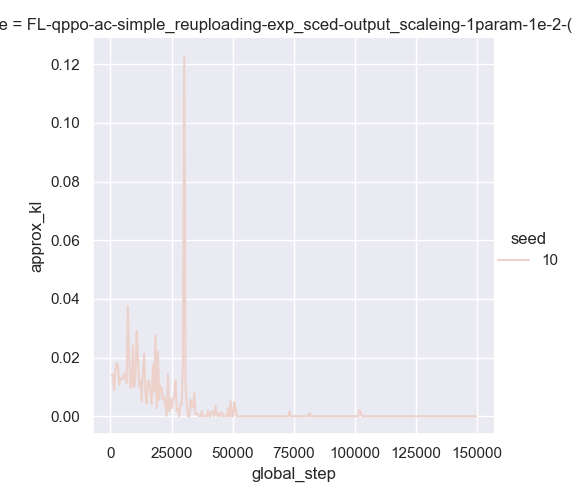 e = FL-qppo-ac-simple_reuploading-exp_sced-output_scaleing-1param-1e-2-(
0.12
0.10
0.08
0.06
0.04
0.02
0.00
approx_kl
0 25000 50000 75000 100000 125000 150000
global_step
seed
10